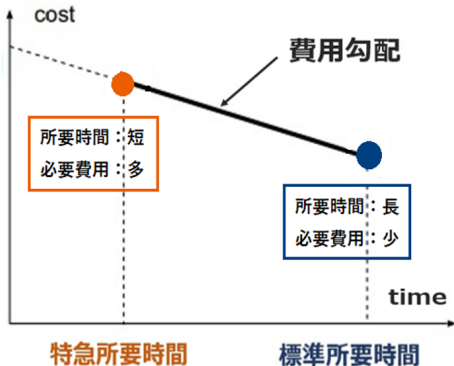 cost
費用勾配
所要時間：短
必要費用：多
所要時間：長
必要費用：少
time
特急所要時間
標準所要時間